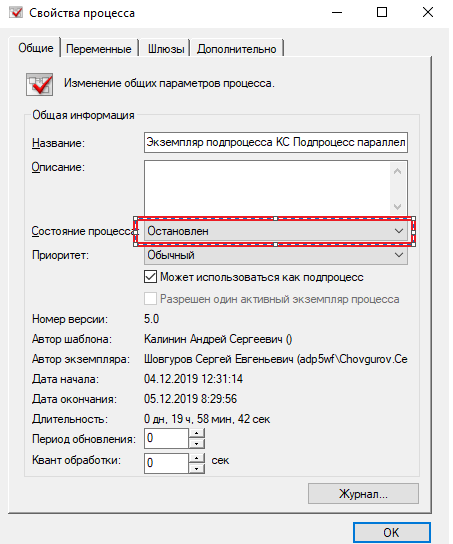 Свойства процесса
Общие Переменные Шлюзы Дополнительно
Изменение общих параметров процесса.
Общая информация
Название: Экземпляр подпроцесса КС Подпроцесс параллел
Описание:
Состояние процесса: Остановлен
Приоритет: Обычный
Может использоваться как подпроцесс
Разрешен один активный экземпляр процесса
Номер версии: 5.0
Автор шаблона: Калинин Андрей Сергеевич ()
Автор экземпляра: Шовгуров Сергей Евгеньевич (adp5wf\Chovgurov.Ce
Дата начала: 04.12.2019 12:31:14
Дата окончания: 05.12.2019 8:29:56
Длительность: 0 дн, 19 ч, 58 мин, 42 сек
Период обновления: 0
Квант обработки: 0 сек
Журнал...
OK